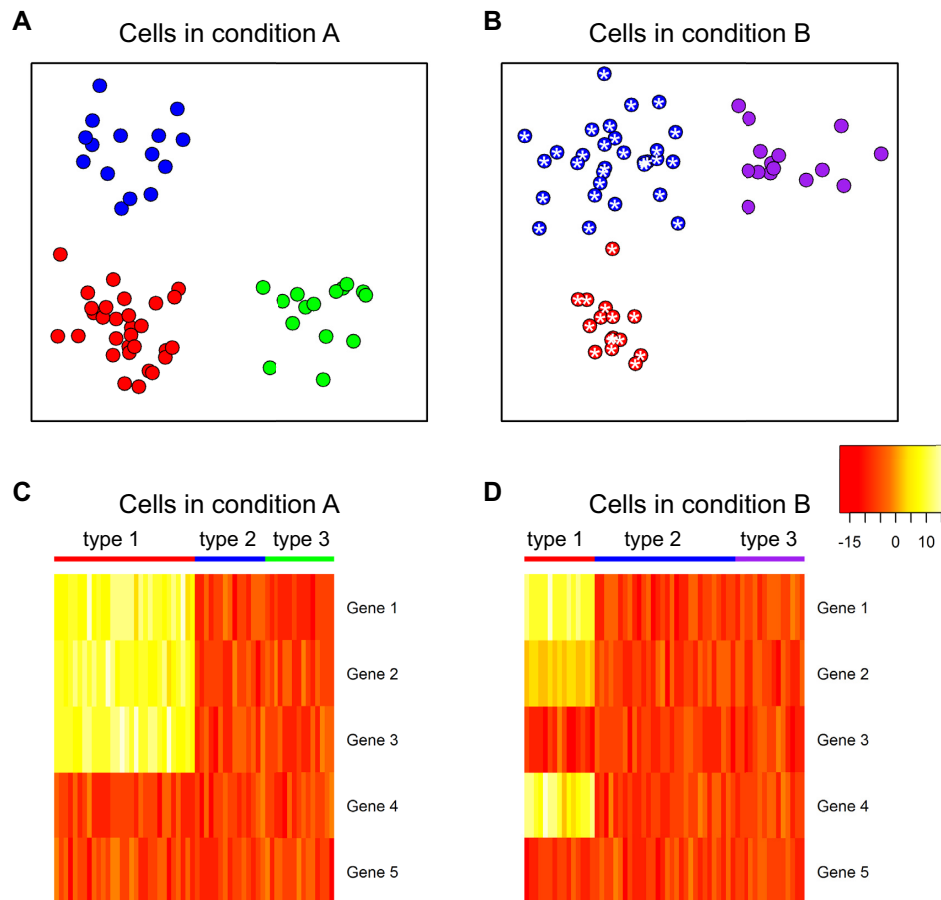 A
Cells in condition A
B
Cells in condition B
C
Cells in condition A
type 1 type 2 type 3
Gene 1
Gene 2
Gene 3
Gene 4
Gene 5
D
Cells in condition B
type 1 type 2 type 3
Gene 1
Gene 2
Gene 3
Gene 4
Gene 5
-15 0 10